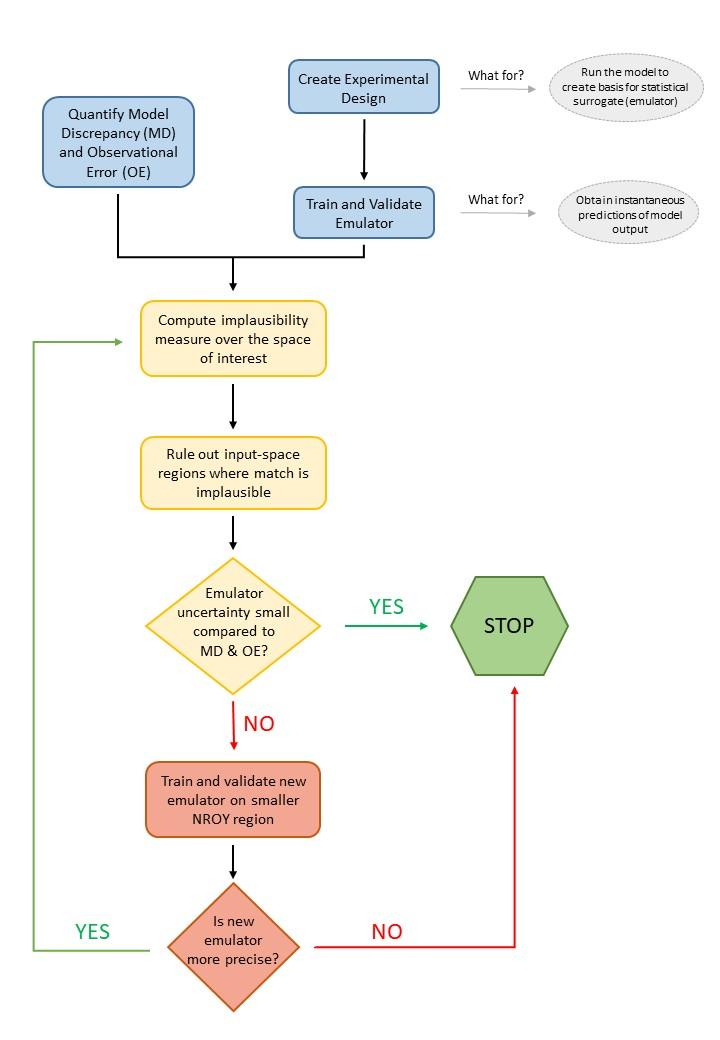 Create Experimental
Design
What for?
Run the model to
create basis for statistical
surrogate (emulator)
Quantify Model
Discrepancy (MD)
and Observational
Error (OE)
Train and Validate
Emulator
What for?
Obtain instantaneous
predictions of model
output
Compute implausibility
measure over the space
of interest
Rule out input-space
regions where match is
implausible
Emulator
uncertainty small
compared to
MD & OE?
YES
STOP
NO
Train and validate new
emulator on smaller
NROY region
Is new
emulator
more precise?
YES
NO